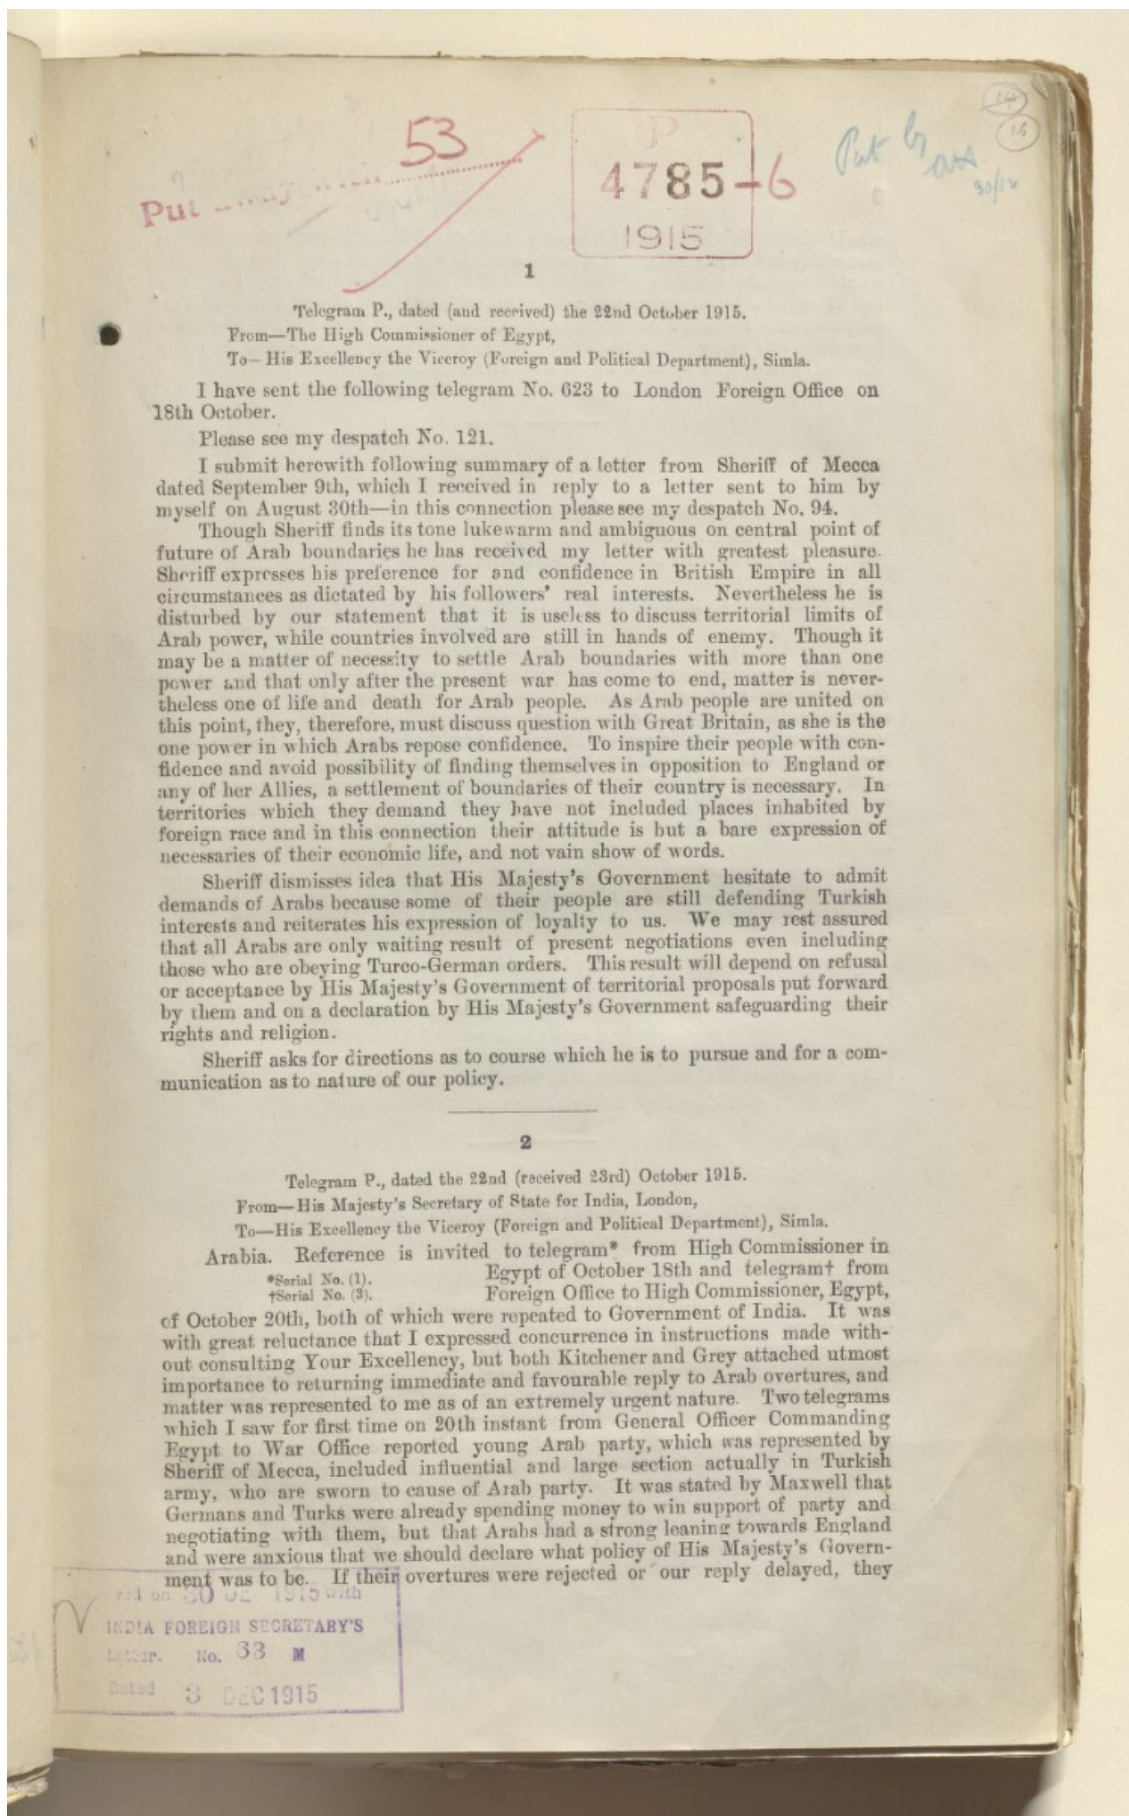 14
15
53
Put away with
P
4785-6
1915
Put by
30/12
1
Telegram P., dated (and received) the 22nd October 1915.
From—The High Commissioner of Egypt,
To—His Excellency the Viceroy (Foreign and Political Department), Simla.
I have sent the following telegram No. 623 to London Foreign Office on
18th October.
Please see my despatch No. 121.
I submit herewith following summary of a letter from Sheriff of Mecca
dated September 9th, which I received in reply to a letter sent to him by
myself on August 30th—in this connection please see my despatch No. 94.
Though Sheriff finds its tone lukewarm and ambiguous on central point of
future of Arab boundaries he has received my letter with greatest pleasure.
Sheriff expresses his preference for and confidence in British Empire in all
circumstances as dictated by his followers' real interests. Nevertheless he is
disturbed by our statement that it is useless to discuss territorial limits of
Arab power, while countries involved are still in hands of enemy. Though it
may be a matter of necessity to settle Arab boundaries with more than one
power and that only after the present war has come to end, matter is never-
theless one of life and death for Arab people. As Arab people are united on
this point, they, therefore, must discuss question with Great Britain, as she is the
one power in which Arabs repose confidence. To inspire their people with con-
fidence and avoid possibility of finding themselves in opposition to England or
any of her Allies, a settlement of boundaries of their country is necessary. In
territories which they demand they have not included places inhabited by
foreign race and in this connection their attitude is but a bare expression of
necessaries of their economic life, and not vain show of words.
Sheriff dismisses idea that His Majesty's Government hesitate to admit
demands of Arabs because some of their people are still defending Turkish
interests and reiterates his expression of loyalty to us. We may rest assured
that all Arabs are only waiting result of present negotiations even including
those who are obeying Turco-German orders. This result will depend on refusal
or acceptance by His Majesty's Government of territorial proposals put forward
by them and on a declaration by His Majesty's Government safeguarding their
rights and religion.
Sheriff asks for directions as to course which he is to pursue and for a com-
munication as to nature of our policy.
2
Telegram P., dated the 22nd (received 23rd) October 1915.
From—His Majesty's Secretary of State for India, London,
To—His Excellency the Viceroy (Foreign and Political Department), Simla.
Arabia. Reference is invited to telegram* from High Commissioner in
*Serial No. (1).
†Serial No. (3).
Egypt of October 18th and telegram† from
Foreign Office to High Commissioner, Egypt,
of October 20th, both of which were repeated to Government of India. It was
with great reluctance that I expressed concurrence in instructions made with-
out consulting Your Excellency, but both Kitchener and Grey attached utmost
importance to returning immediate and favourable reply to Arab overtures, and
matter was represented to me as of an extremely urgent nature. Two telegrams
which I saw for first time on 20th instant from General Officer Commanding
Egypt to War Office reported young Arab party, which was represented by
Sheriff of Mecca, included influential and large section actually in Turkish
army, who are sworn to cause of Arab party. It was stated by Maxwell that
Germans and Turks were already spending money to win support of party and
negotiating with them, but that Arabs had a strong leaning towards England
and were anxious that we should declare what policy of His Majesty's Govern-
ment was to be. If their overtures were rejected or our reply delayed, they
on 30 DE 1915 with
INDIA FOREIGN SECRETARY'S
Letter. No. 63 M
Dated 3 DEC 1915